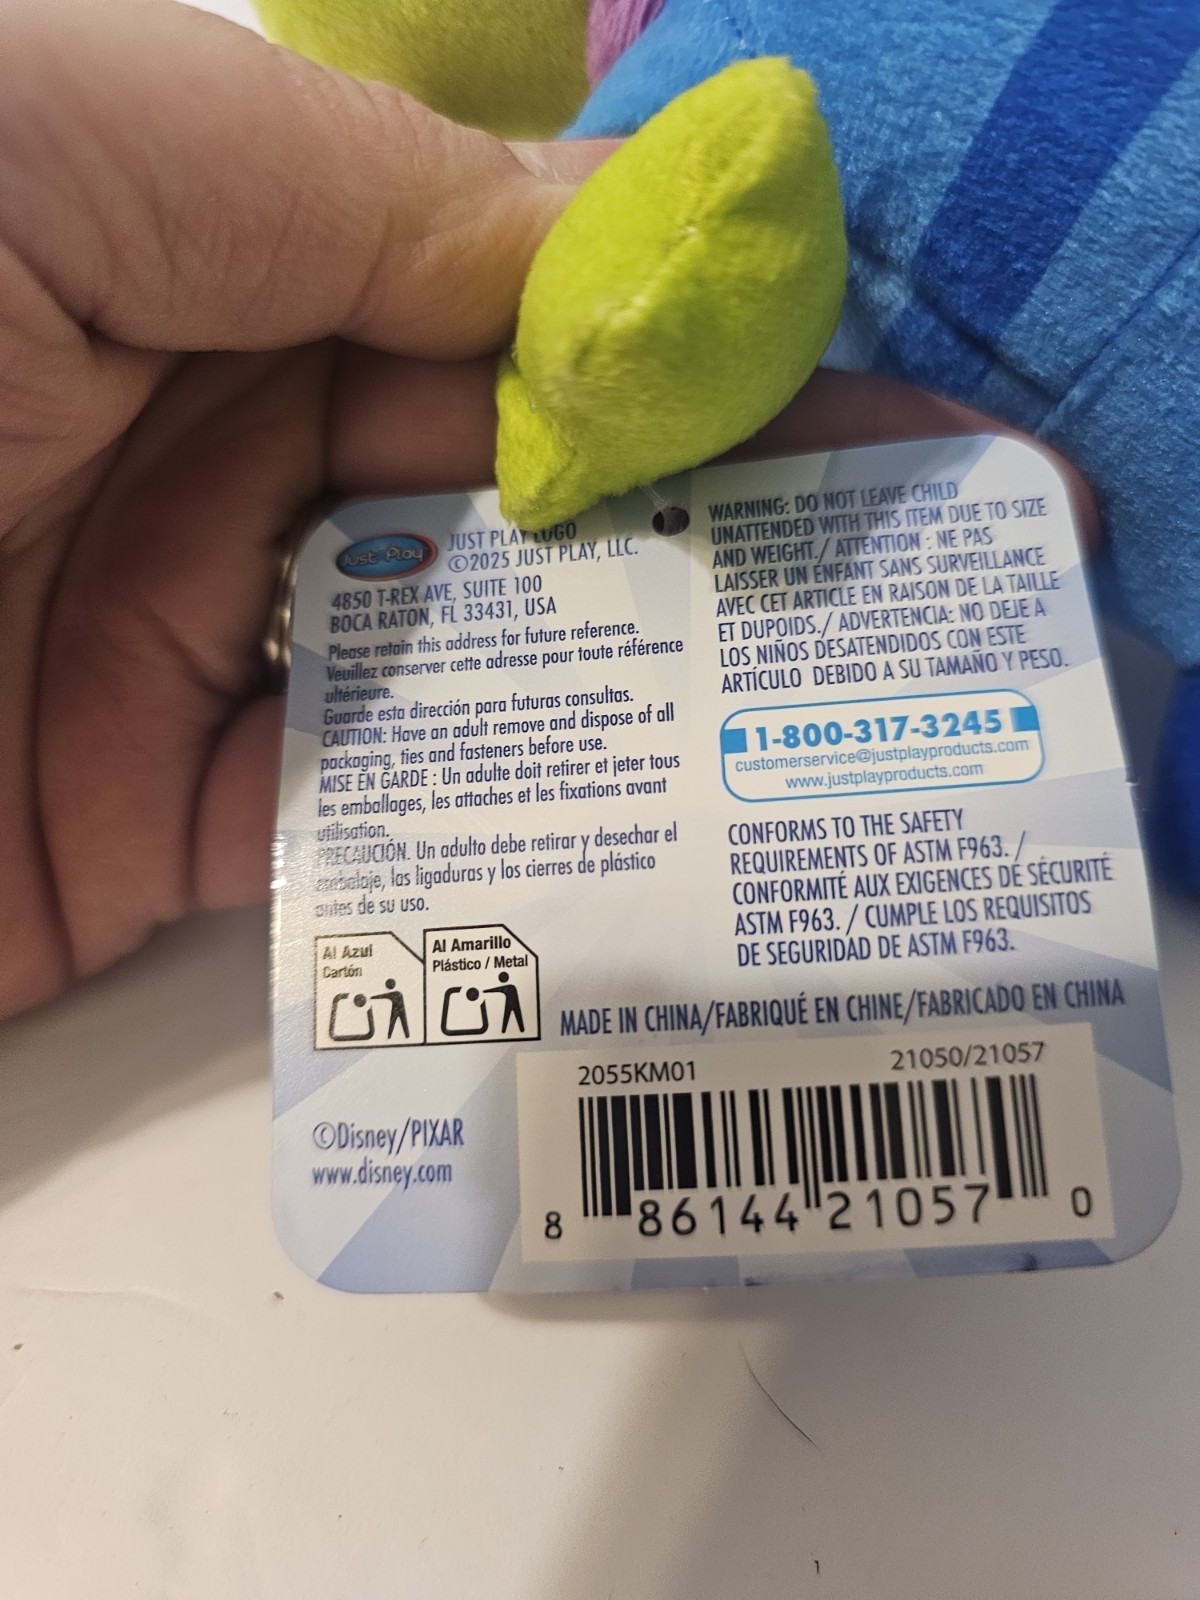 Just Play
JUST PLAY LOGO
©2025 JUST PLAY, LLC.
4850 T-REX AVE, SUITE 100
BOCA RATON, FL 33431, USA
Please retain this address for future reference.
Veuillez conserver cette adresse pour toute référence
ultérieure.
Guarde esta dirección para futuras consultas.
CAUTION: Have an adult remove and dispose of all
packaging, ties and fasteners before use.
MISE EN GARDE : Un adulte doit retirer et jeter tous
les emballages, les attaches et les fixations avant
utilisation.
PRECAUCIÓN. Un adulto debe retirar y desechar el
embalaje, las ligaduras y los cierres de plástico
antes de su uso.
Al Azul
Cartón
Al Amarillo
Plástico / Metal
©Disney/PIXAR
www.disney.com
WARNING: DO NOT LEAVE CHILD
UNATTENDED WITH THIS ITEM DUE TO SIZE
AND WEIGHT./ ATTENTION : NE PAS
LAISSER UN ENFANT SANS SURVEILLANCE
AVEC CET ARTICLE EN RAISON DE LA TAILLE
ET DUPOIDS./ ADVERTENCIA: NO DEJE A
LOS NIÑOS DESATENDIDOS CON ESTE
ARTÍCULO DEBIDO A SU TAMAÑO Y PESO.
1-800-317-3245
customerservice@justplayproducts.com
www.justplayproducts.com
CONFORMS TO THE SAFETY
REQUIREMENTS OF ASTM F963. /
CONFORMITÉ AUX EXIGENCES DE SÉCURITÉ
ASTM F963. / CUMPLE LOS REQUISITOS
DE SEGURIDAD DE ASTM F963.
MADE IN CHINA/FABRIQUÉ EN CHINE/FABRICADO EN CHINA
2055KM01 21050/21057
8 86144 21057 0